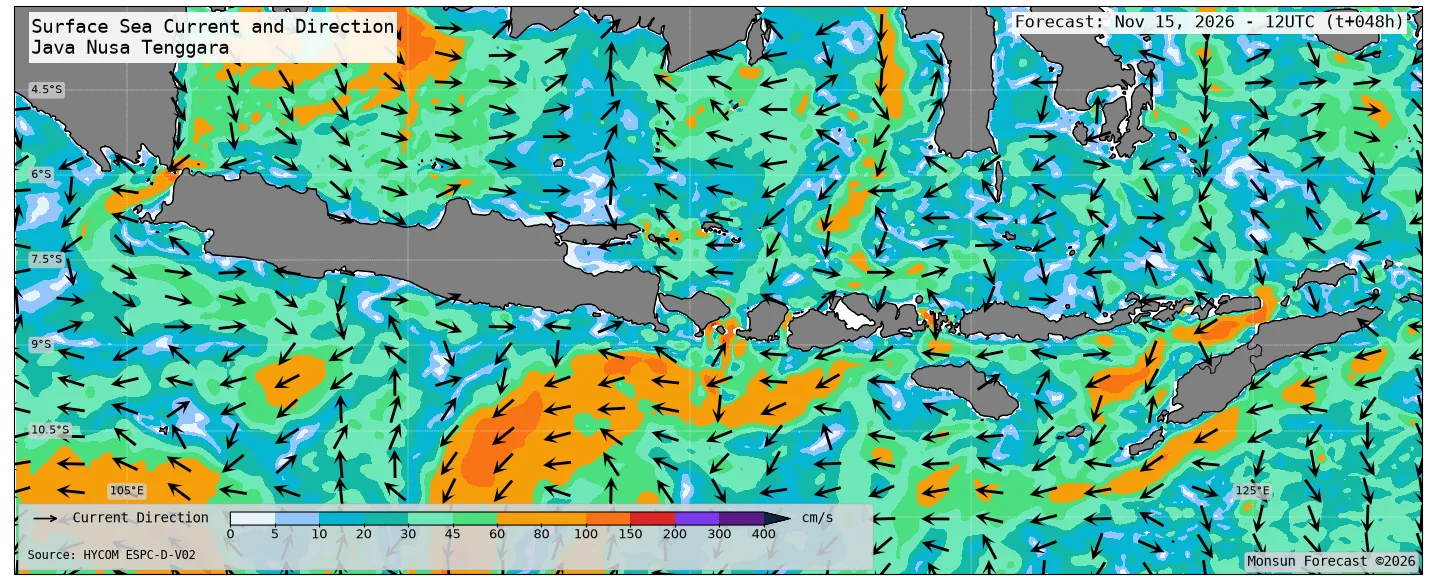 Surface Sea Current and Direction
Java Nusa Tenggara
Forecast: Nov 15, 2026 - 12UTC (t+048h)
4.5°S
6°S
7.5°S
9°S
10.5°S
105°E
125°E
Current Direction
0 5 10 20 30 45 60 80 100 150 200 300 400 cm/s
Source: HYCOM ESPC-D-V02
Monsun Forecast ©2026